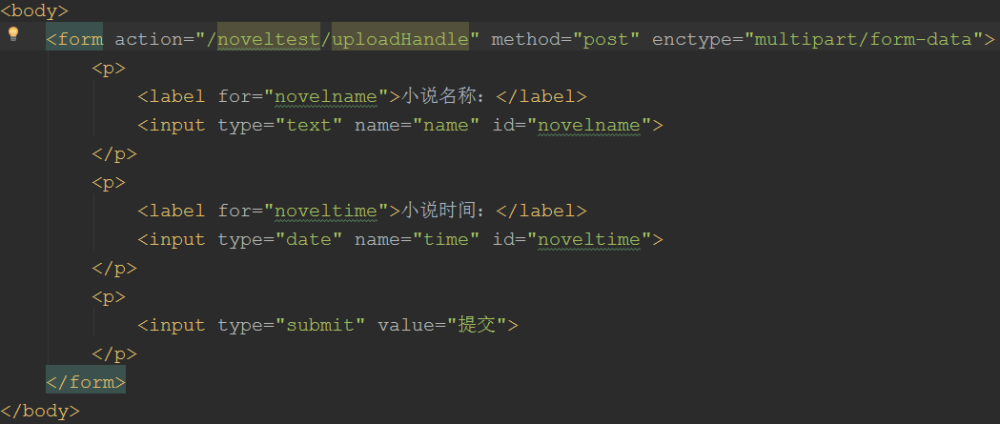 <body>
<form action="/noveltest/uploadHandle" method="post" enctype="multipart/form-data">
<p>
<label for="novelname">小说名称：</label>
<input type="text" name="name" id="novelname">
</p>
<p>
<label for="noveltime">小说时间：</label>
<input type="date" name="time" id="noveltime">
</p>
<p>
<input type="submit" value="提交">
</p>
</form>
</body>